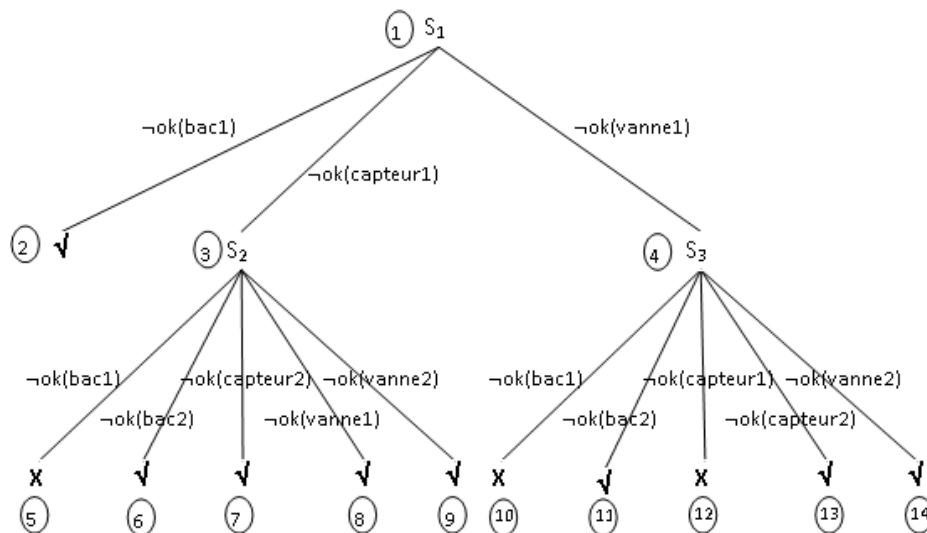 1 S1
¬ok(bac1) ¬ok(vanne1)
¬ok(capteur1)
2 √ 3 S2 4 S3
¬ok(bac1) ¬ok(capteur2) ¬ok(vanne2) ¬ok(bac1) ¬ok(capteur1) ¬ok(vanne2)
¬ok(bac2) ¬ok(vanne1) ¬ok(bac2) ¬ok(capteur2)
x √ √ √ √ x √ x √ √
5 6 7 8 9 10 11 12 13 14